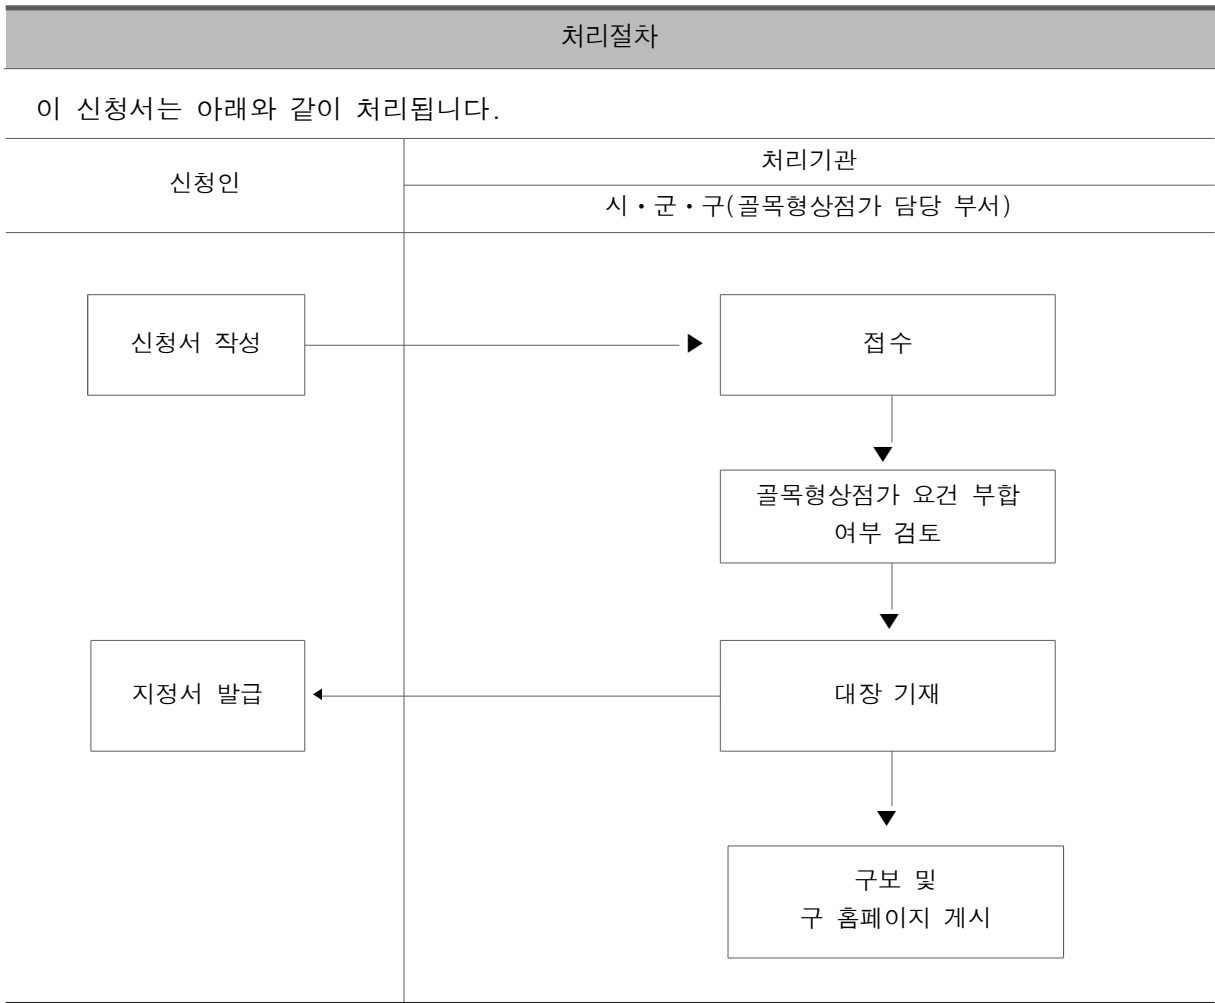 처리절차
이 신청서는 아래와 같이 처리됩니다.
신청인
처리기관
시・군・구(골목형상점가 담당 부서)
신청서 작성
접수
골목형상점가 요건 부합
여부 검토
지정서 발급
대장 기재
구보 및
구 홈페이지 게시